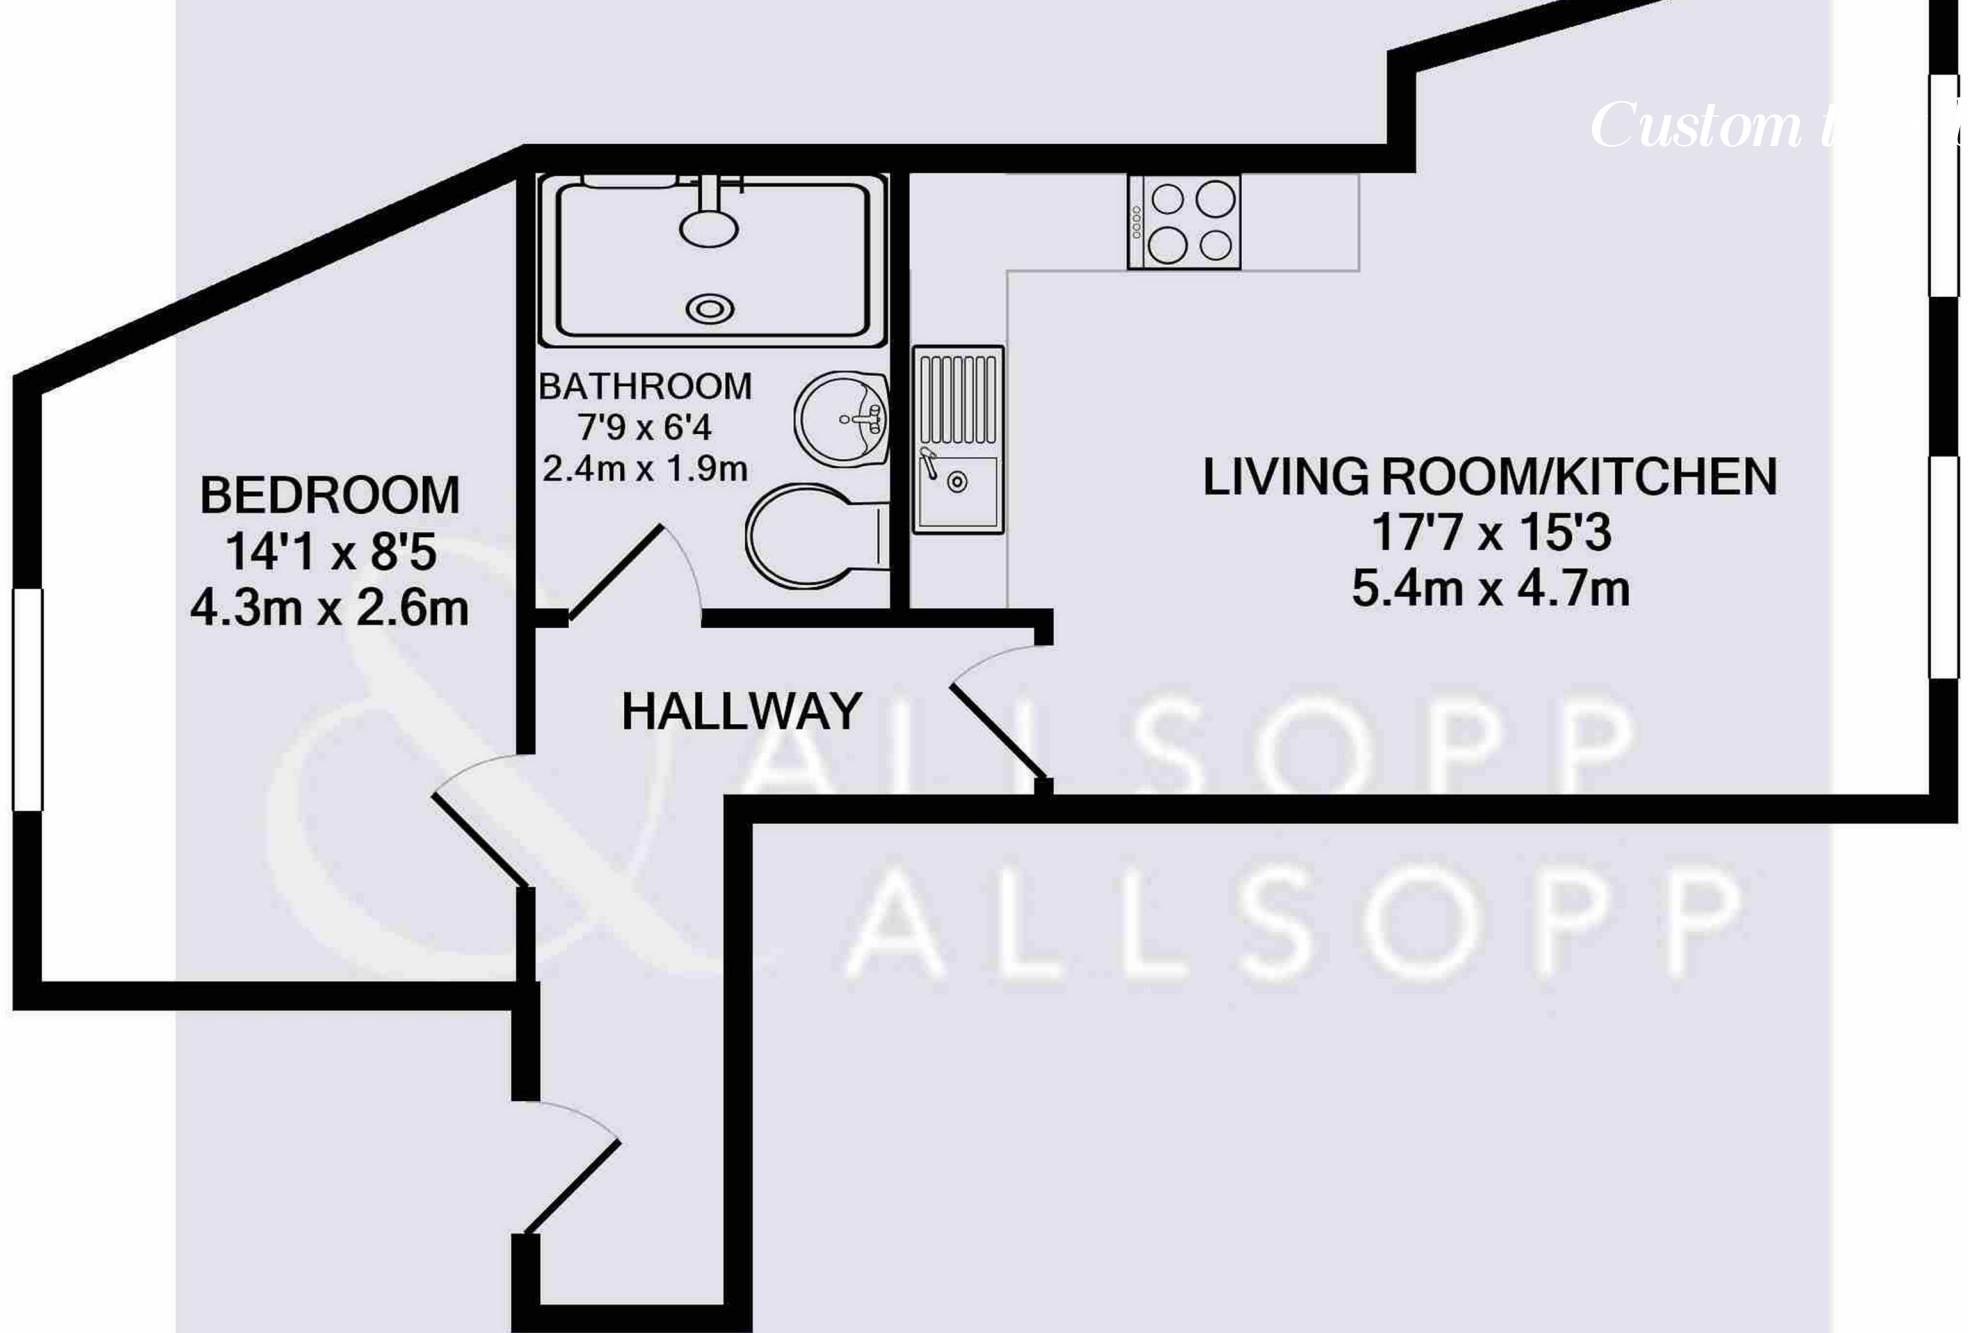 Custom
BATHROOM
7'9 x 6'4
2.4m x 1.9m
BEDROOM
14'1 x 8'5
4.3m x 2.6m
LIVING ROOM/KITCHEN
17'7 x 15'3
5.4m x 4.7m
HALLWAY
&
ALLSOPP
ALLSOPP